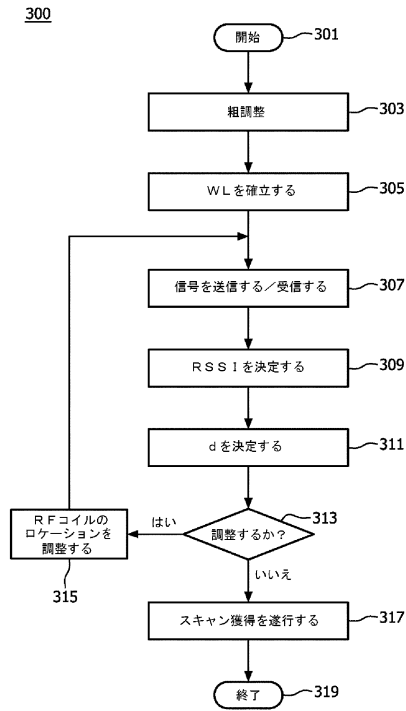 300
開始
301
粗調整
303
WLを確立する
305
信号を送信する/受信する
307
RSSIを決定する
309
dを決定する
311
調整するか?
313
はい
RFコイルの
ロケーションを
調整する
315
いいえ
スキャン獲得を遂行する
317
終了
319